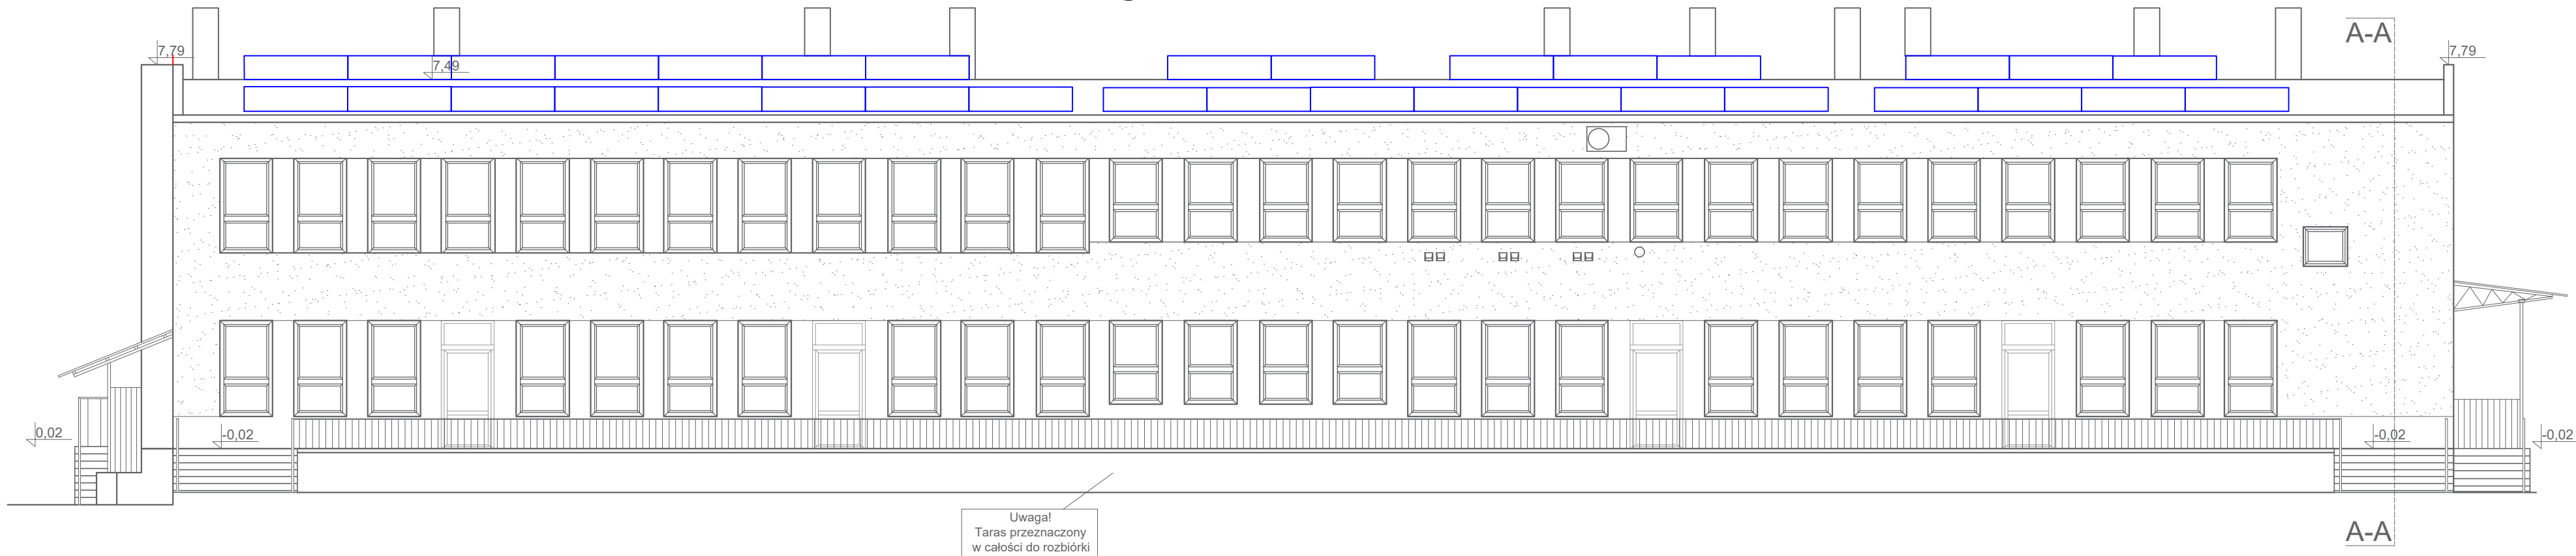 A-A
7,79
7,49
7,79
0,02
-0,02
-0,02
-0,02
Uwaga!
Taras przeznaczony
w całości do rozbiórki
A-A